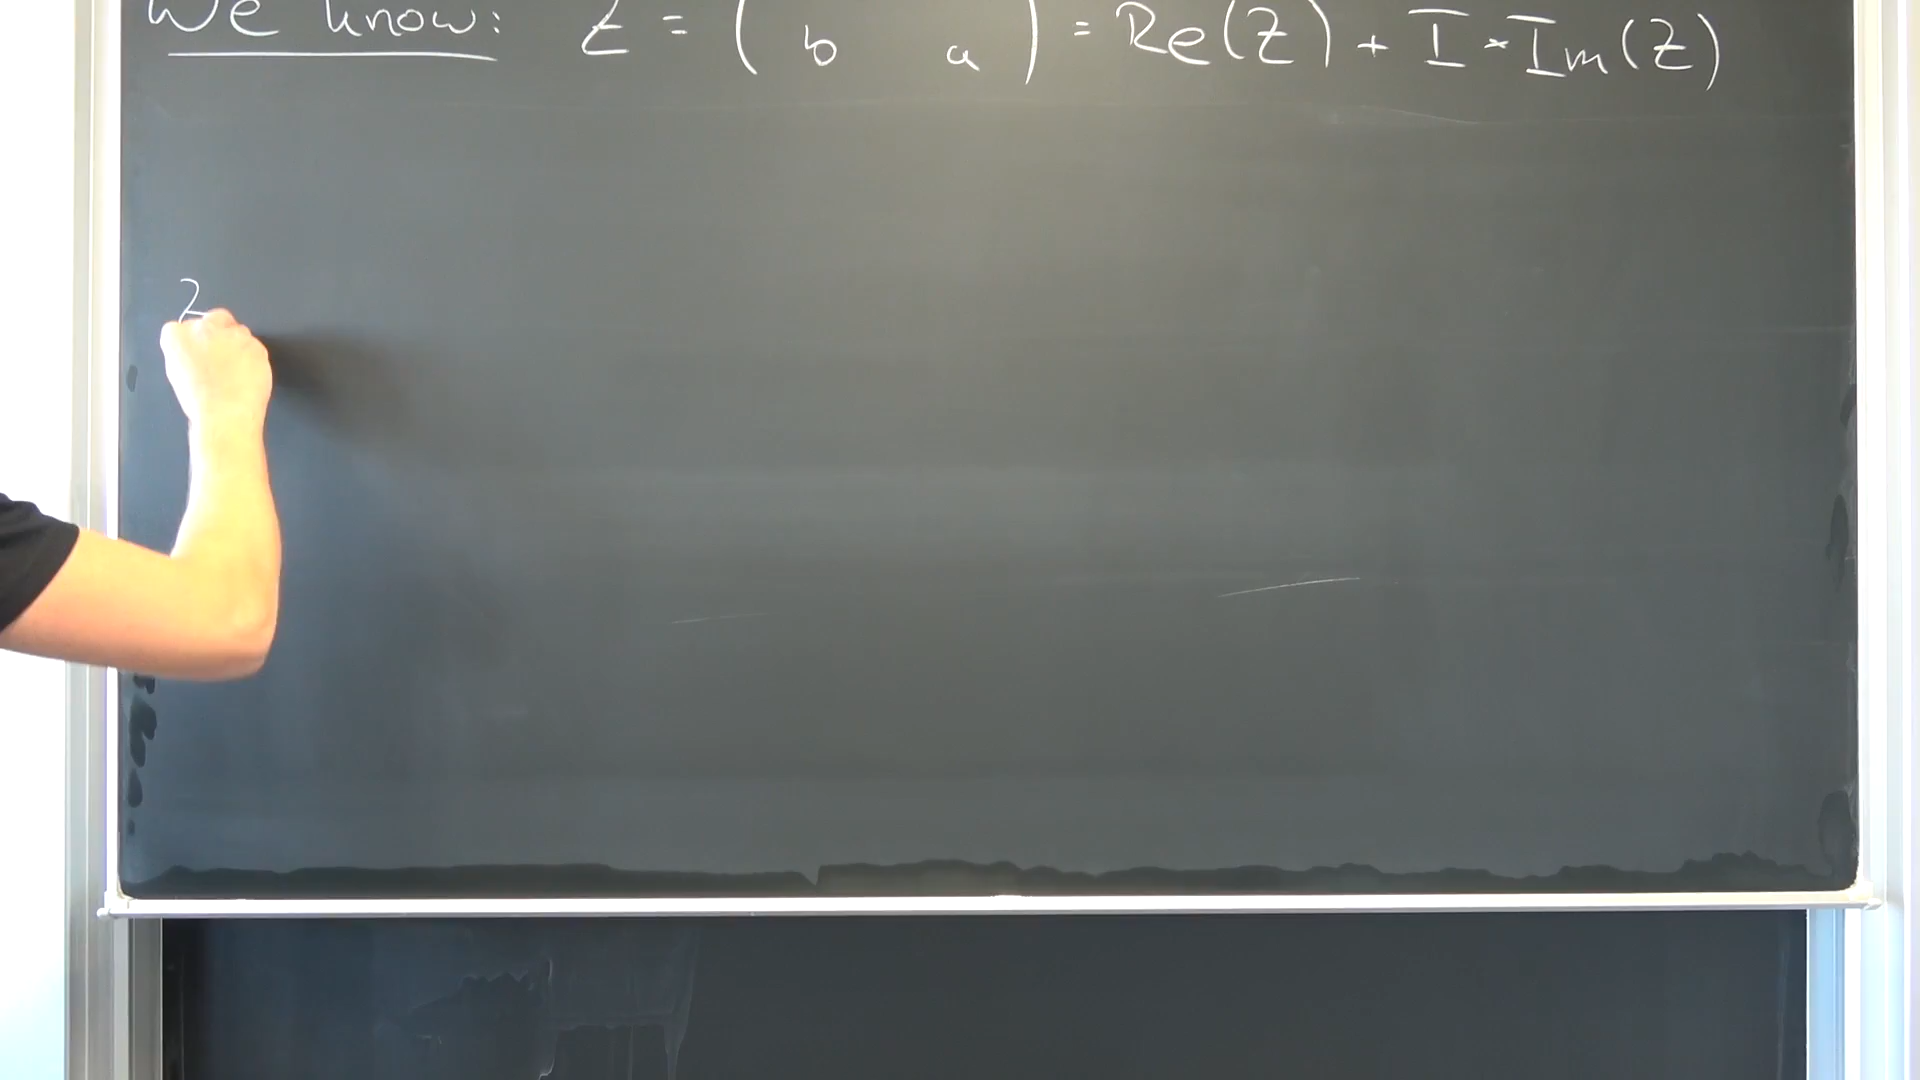 We know: Z = ( b a ) = Re(Z) + I * Im(Z)
Z